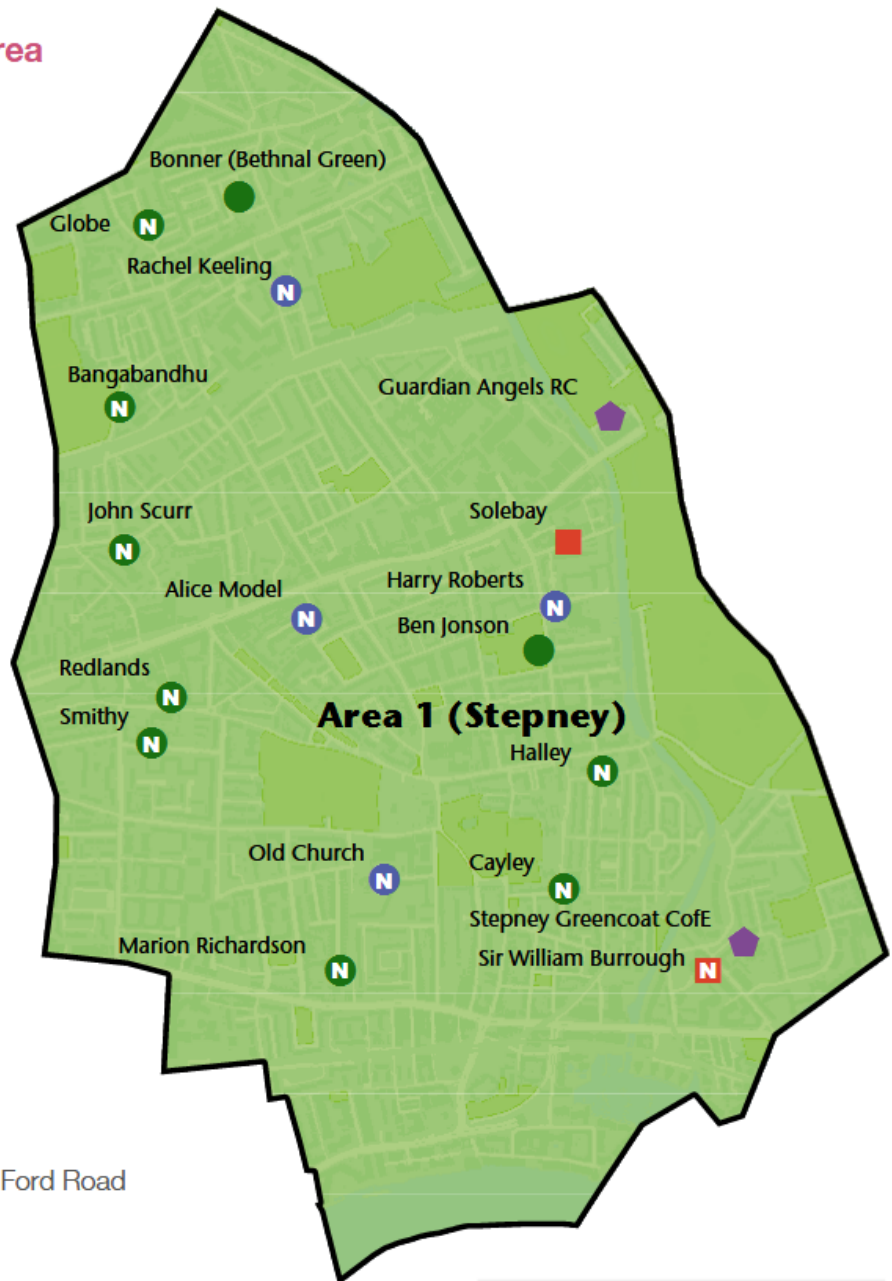 rea
Bonner (Bethnal Green)
Globe
N
Rachel Keeling
N
Bangabandhu
N
Guardian Angels RC
John Scurr
N
Solebay
Alice Model
N
Harry Roberts
N
Ben Jonson
Redlands
N
Smithy
N
Area 1 (Stepney)
Halley
N
Old Church
N
Cayley
N
Stepney Greencoat CofE
Marion Richardson
N
Sir William Burrough
N
Ford Road